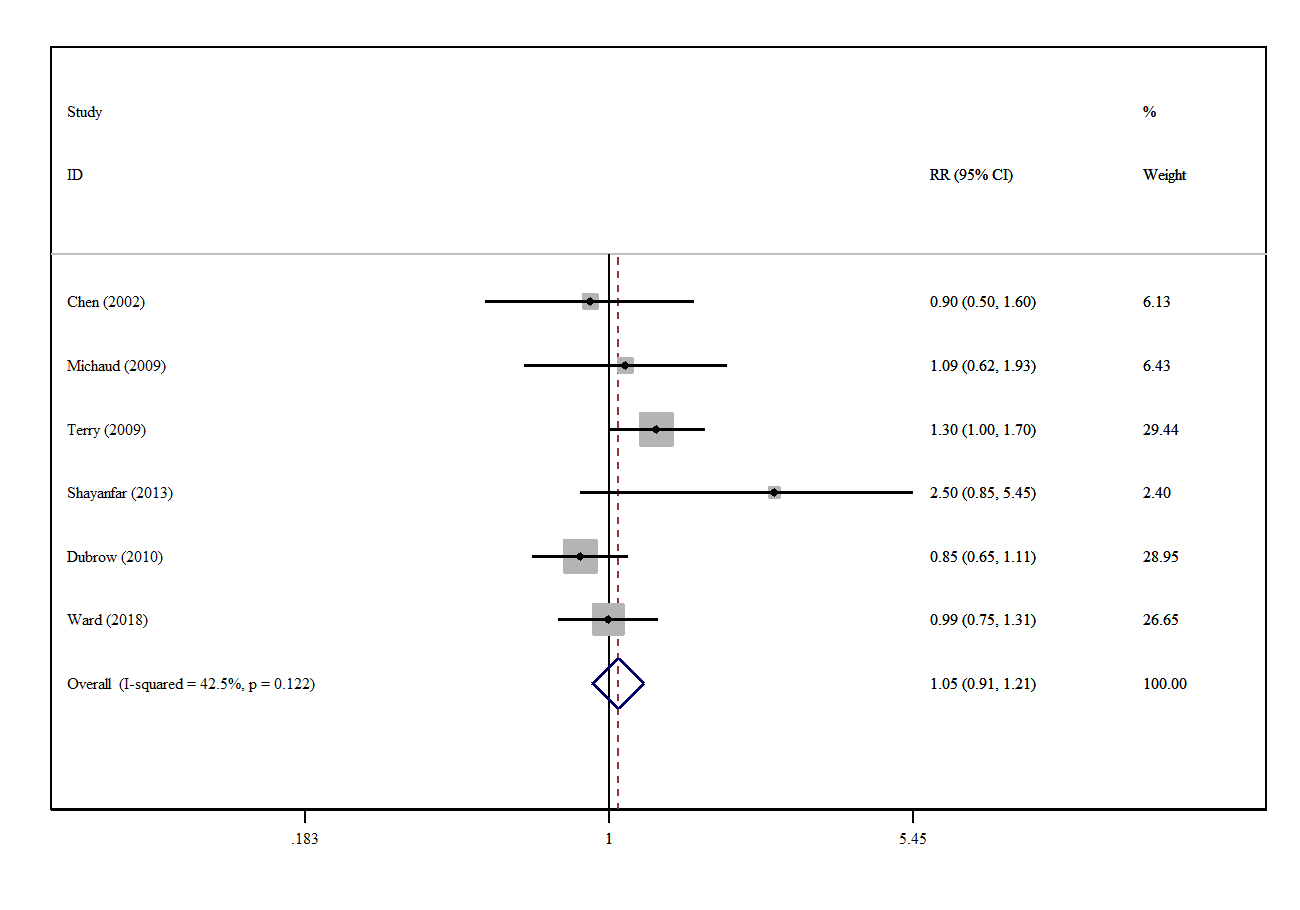 Study %
ID RR (95% CI) Weight
Chen (2002) 0.90 (0.50, 1.60) 6.13
Michaud (2009) 1.09 (0.62, 1.93) 6.43
Terry (2009) 1.30 (1.00, 1.70) 29.44
Shayanfar (2013) 2.50 (0.85, 5.45) 2.40
Dubrow (2010) 0.85 (0.65, 1.11) 28.95
Ward (2018) 0.99 (0.75, 1.31) 26.65
Overall (I-squared = 42.5%, p = 0.122) 1.05 (0.91, 1.21) 100.00
.183 1 5.45